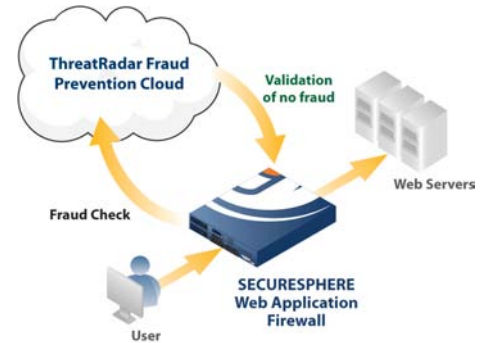 ThreatRadar Fraud
Prevention Cloud
Validation
of no fraud
Web Servers
Fraud Check
SECURESPHERE
Web Application
Firewall
User